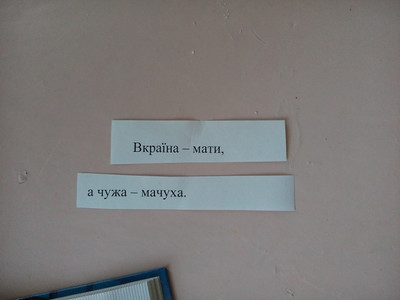 Вкраїна – мати,
а чужа – мачуха.